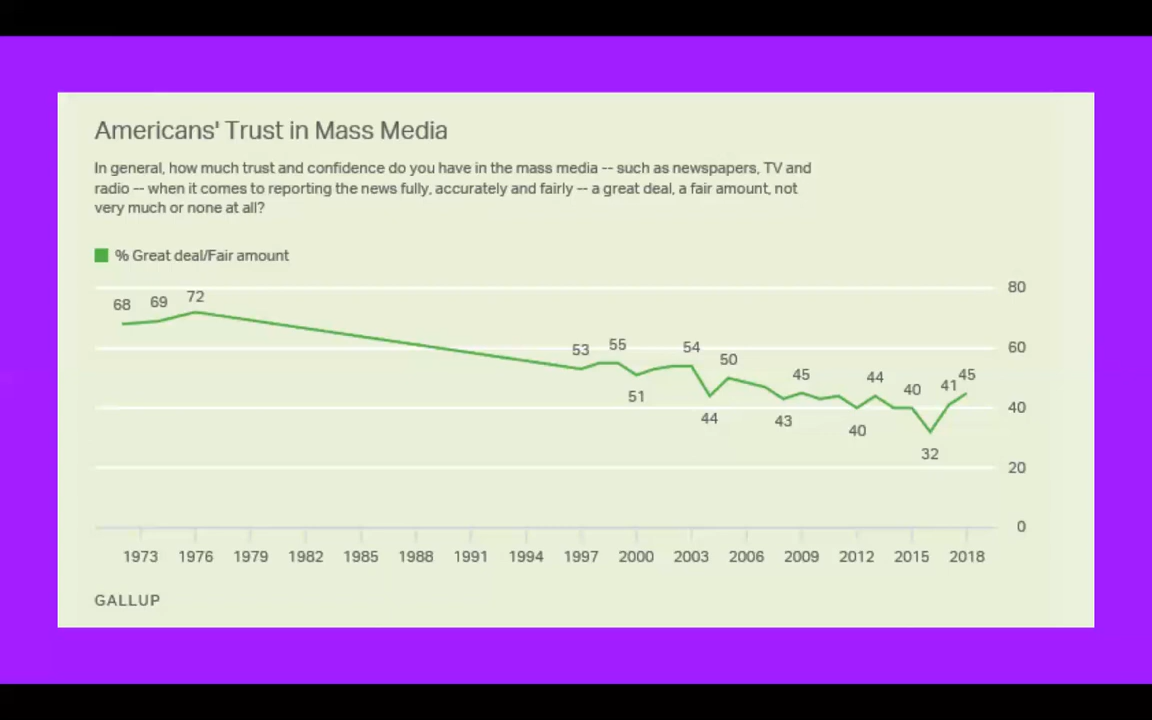 Americans' Trust in Mass Media
In general, how much trust and confidence do you have in the mass media -- such as newspapers, TV and
radio -- when it comes to reporting the news fully, accurately and fairly -- a great deal, a fair amount, not
very much or none at all?
% Great deal/Fair amount
68 69 72 53 55 51 54 44 50 43 45 40 44 40 32 41 45
80
60
40
20
0
1973 1976 1979 1982 1985 1988 1991 1994 1997 2000 2003 2006 2009 2012 2015 2018
GALLUP